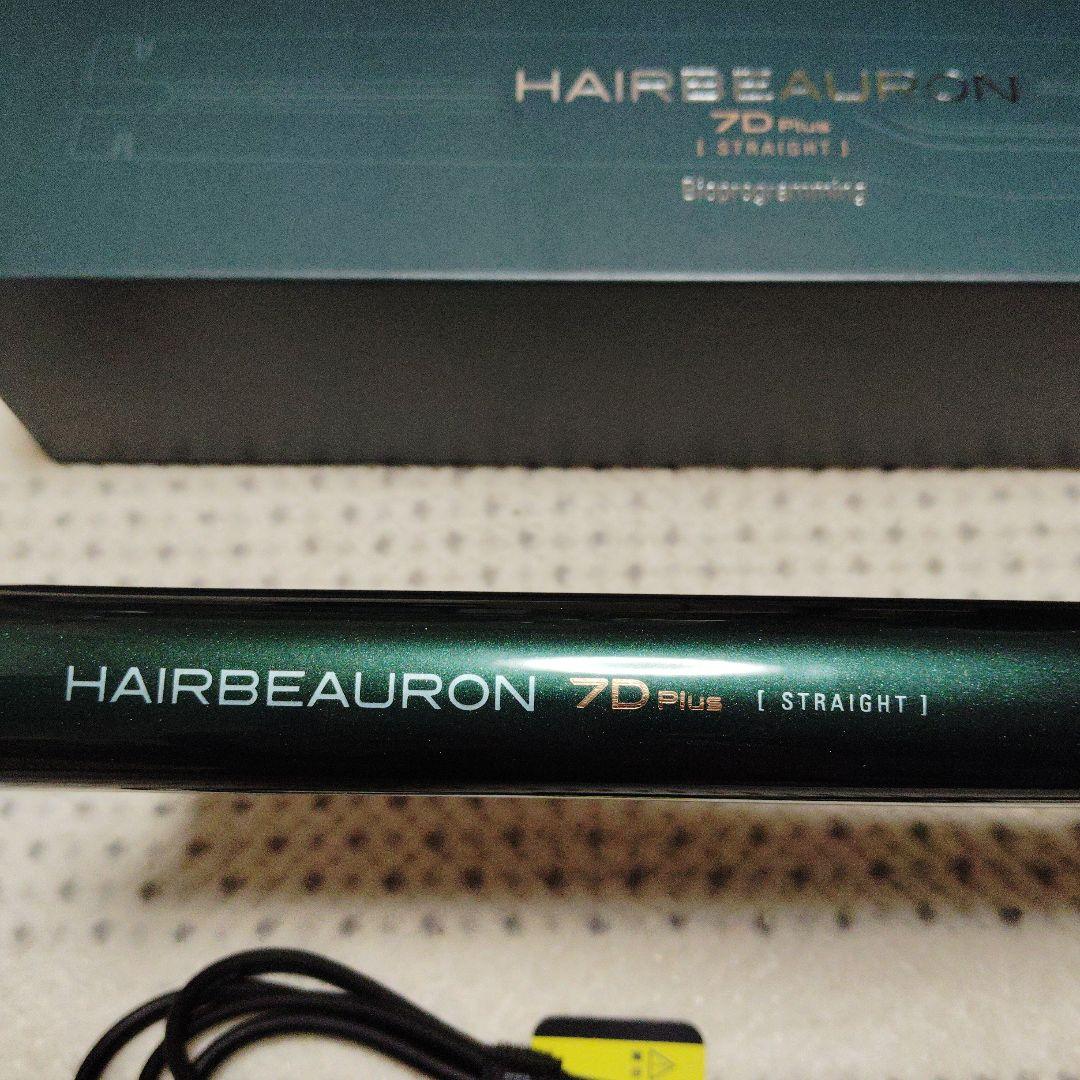 HAIRBEAURON
7D Plus
[ STRAIGHT ]
Bioprogramming
HAIRBEAURON 7D Plus [ STRAIGHT ]